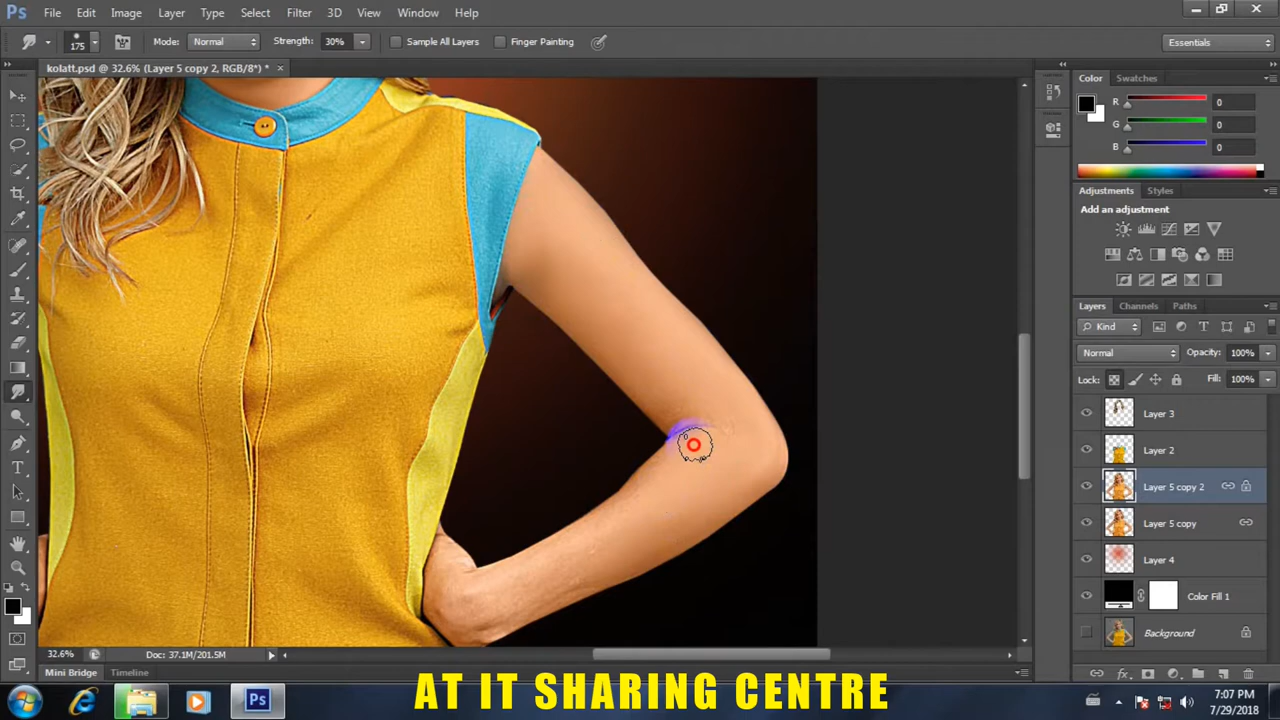 Ps File Edit Image Layer Type Select Filter 3D View Window Help
175 Mode: Normal Strength: 30% Sample All Layers Finger Painting Essentials
kolatt.psd @ 32.6% (Layer 5 copy 2, RGB/8*) * ×
Color Swatches
R 0
G 0
B 0
Adjustments Styles
Add an adjustment
Layers Channels Paths
Kind
Normal Opacity: 100%
Lock: Fill: 100%
Layer 3
Layer 2
Layer 5 copy 2
Layer 5 copy
Layer 4
Color Fill 1
Background
32.6% Doc: 37.1M/201.5M
Mini Bridge Timeline
AT IT SHARING CENTRE
Ps
7:07 PM
7/29/2018